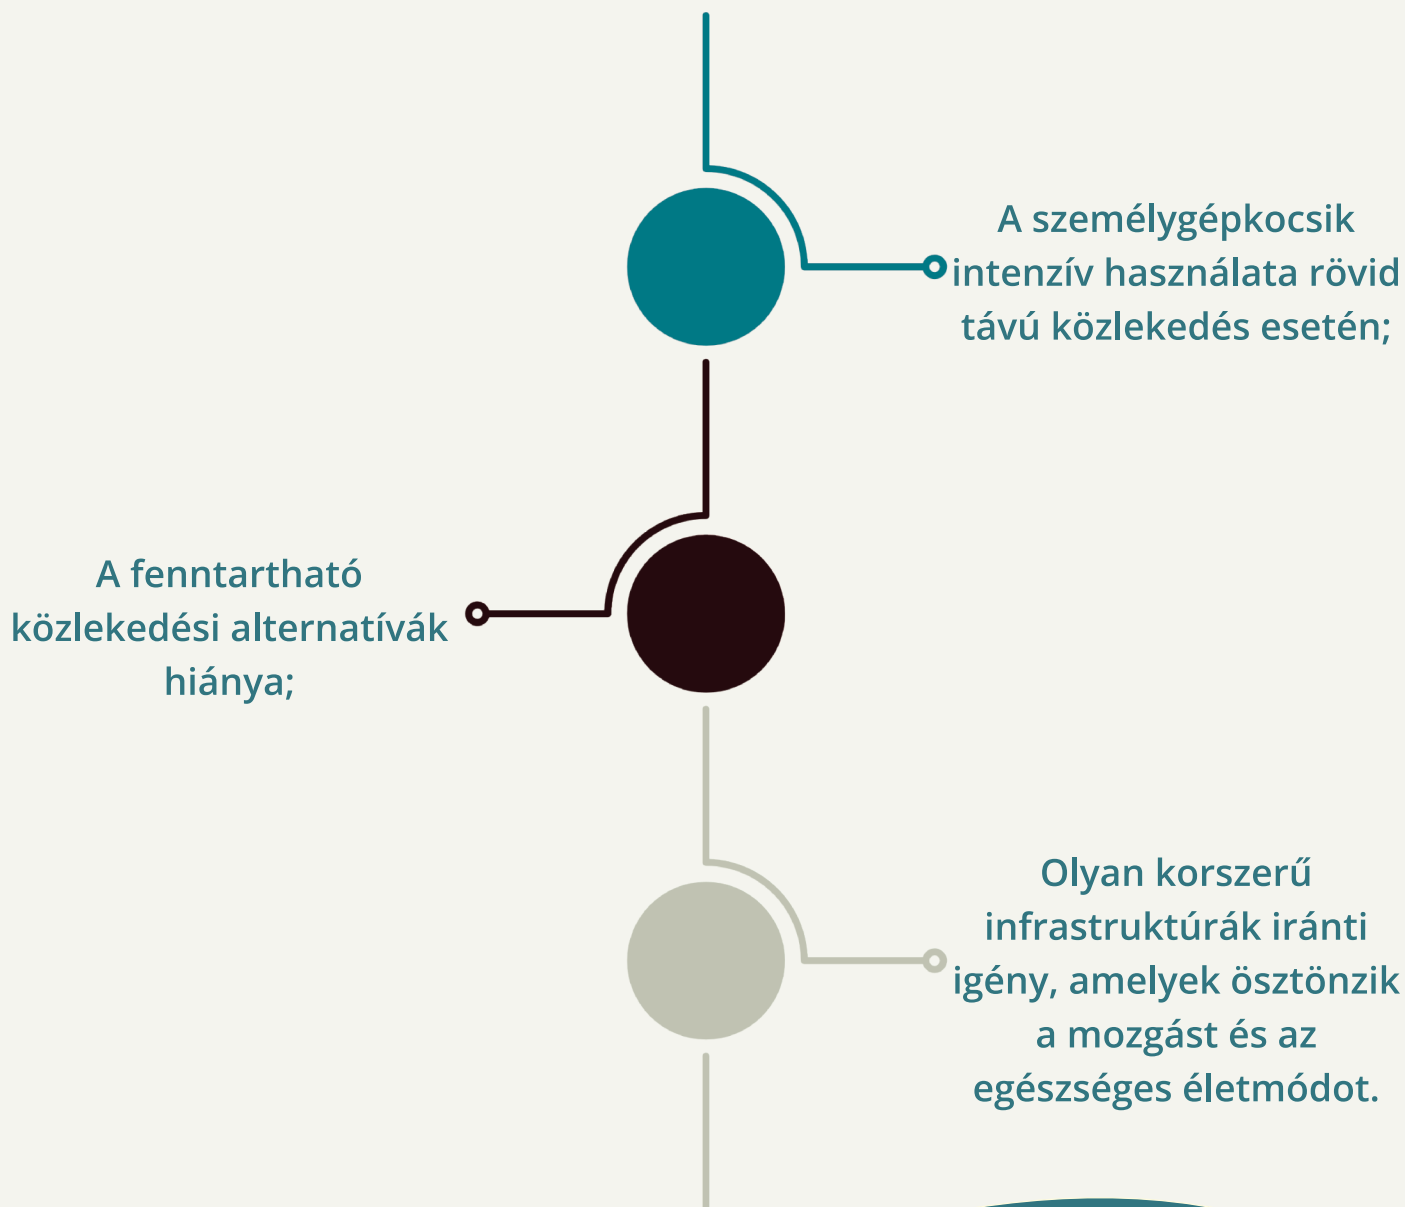 A személygépkocsik
intenzív használata rövid
távú közlekedés esetén;
A fenntartható
közlekedési alternatívák
hiánya;
Olyan korszerű
infrastruktúrák iránti
igény, amelyek ösztönzik
a mozgást és az
egészséges életmódot.